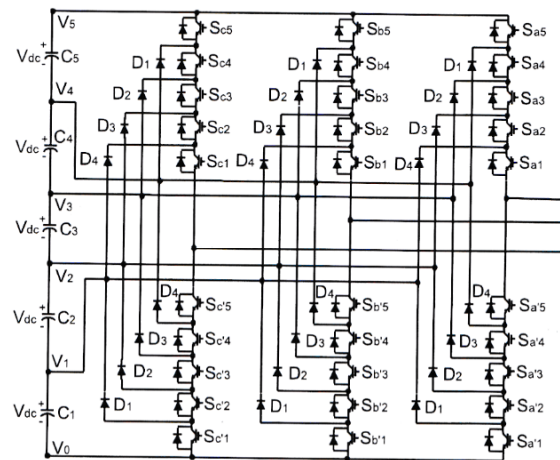 V5 Sc5 Sb5 Sa5
+ Vdc - C5 D1 Sc4 D1 Sb4 D1 Sa4
V4 D2 Sc3 D2 Sb3 D2 Sa3
+ Vdc - C4 D3 Sc2 D3 Sb2 D3 Sa2
D4 Sc1 D4 Sb1 D4 Sa1
V3
+ Vdc - C3
V2
+ Vdc - C2 D4 Sc'5 D4 Sb'5 D4 Sa'5
D3 Sc'4 D3 Sb'4 D3 Sa'4
V1 D2 Sc'3 D2 Sb'3 D2 Sa'3
+ Vdc - C1 D1 Sc'2 D1 Sb'2 D1 Sa'2
V0 Sc'1 Sb'1 Sa'1